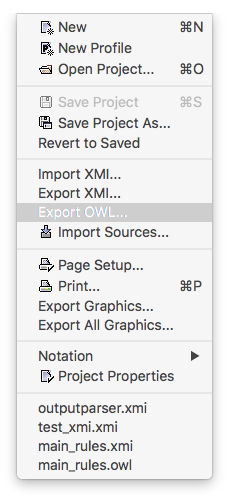 New ⌘N
New Profile
Open Project... ⌘O
Save Project ⌘S
Save Project As...
Revert to Saved
Import XMI...
Export XMI...
Export OWL...
Import Sources...
Page Setup...
Print... ⌘P
Export Graphics...
Export All Graphics...
Notation ▶
Project Properties
outputparser.xmi
test_xmi.xmi
main_rules.xmi
main_rules.owl